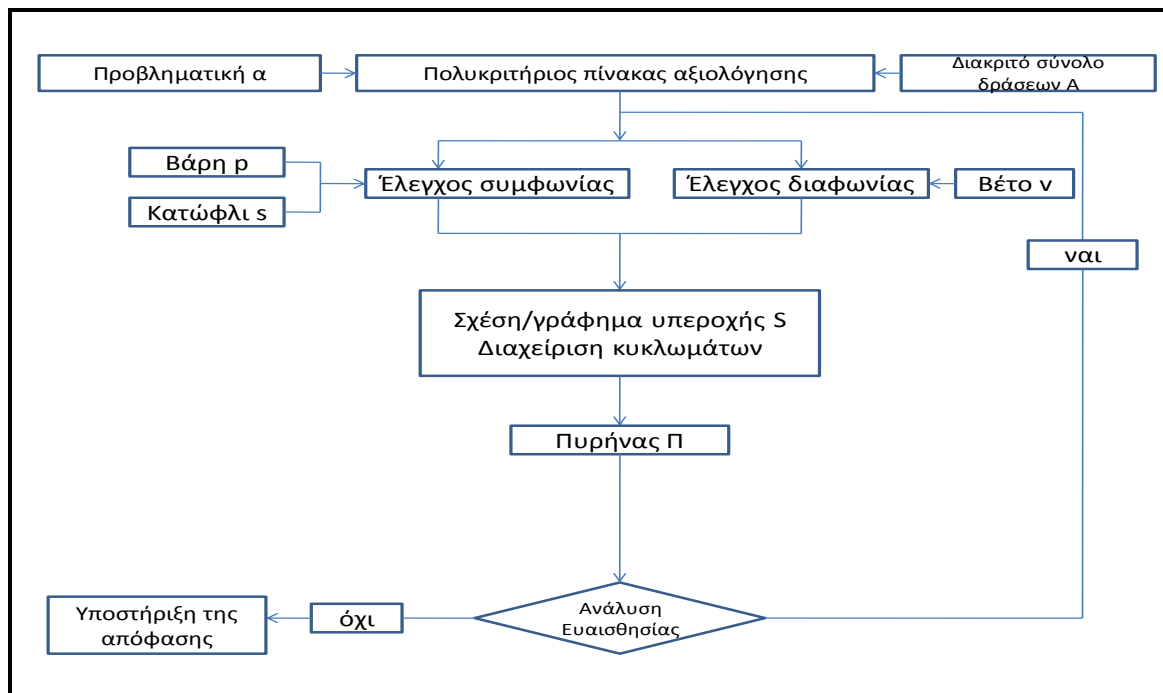 Προβληματική α
Πολυκριτήριος πίνακας αξιολόγησης
Διακριτό σύνολο
δράσεων Α
Βάρη p
Κατώφλι s
Έλεγχος συμφωνίας
Έλεγχος διαφωνίας
Βέτο v
ναι
Σχέση/γράφημα υπεροχής S
Διαχείριση κυκλωμάτων
Πυρήνας Π
Ανάλυση
Ευαισθησίας
όχι
Υποστήριξη της
απόφασης